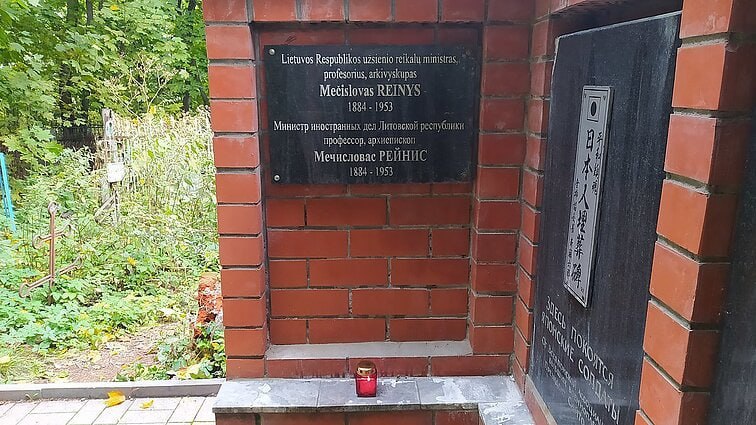 Lietuvos Respublikos užsienio reikalų ministras,
profesorius, arkivyskupas
Mečislovas REINYS
1884 - 1953
Министр иностранных дел Литовской республики
профессор, архиепископ
Мечисловас РЕЙНИС
1884 - 1953
日本人埋葬碑
ЗДЕСЬ ПОКОЯТСЯ
ЯПОНСКИЕ СОЛДАТЫ